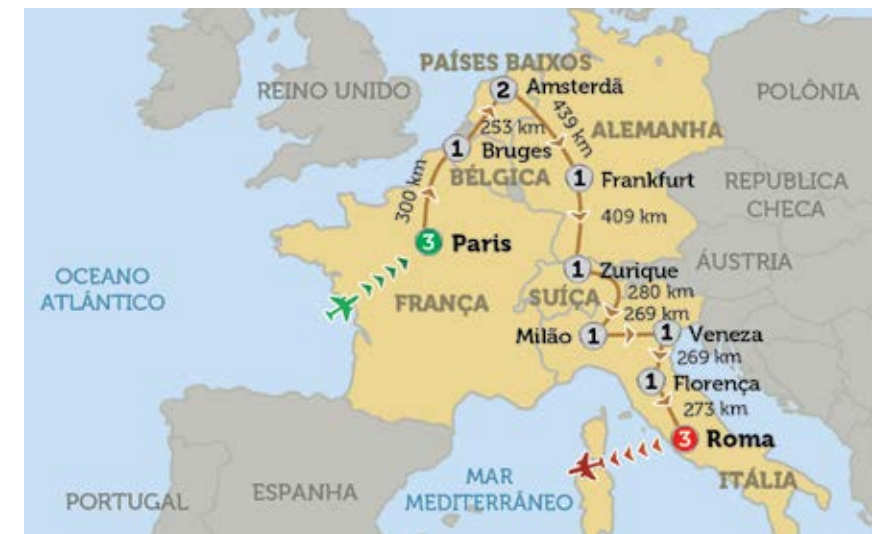 PAÍSES BAIXOS
REINO UNIDO
2 Amsterdã
POLÔNIA
439 km
253 km
ALEMANHA
1 Bruges
BÉLGICA
1 Frankfurt
REPUBLICA
CHECA
300 km
409 km
3 Paris
1 Zurique
ÁUSTRIA
OCEANO
ATLÂNTICO
FRANÇA
SUÍÇA
280 km
269 km
Milão 1
1 Veneza
269 km
1 Florença
273 km
3 Roma
MAR
MEDITERRÂNEO
ITÁLIA
PORTUGAL
ESPANHA